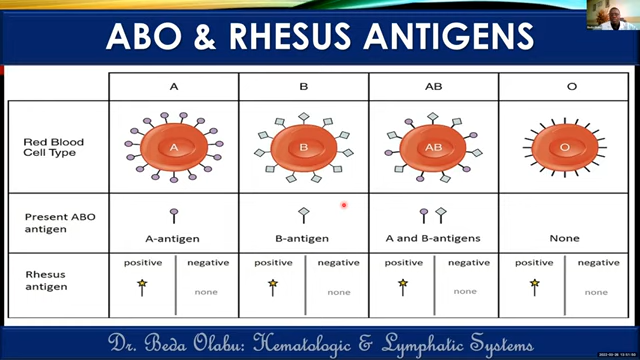 ABO & RHESUS ANTIGENS
A B AB O
Red Blood
Cell Type
A B AB O
Present ABO
antigen
A-antigen B-antigen A and B-antigens None
Rhesus
antigen
positive negative positive negative positive negative positive negative
none none none none
Dr. Beda Olabu: Hematologic & Lymphatic Systems